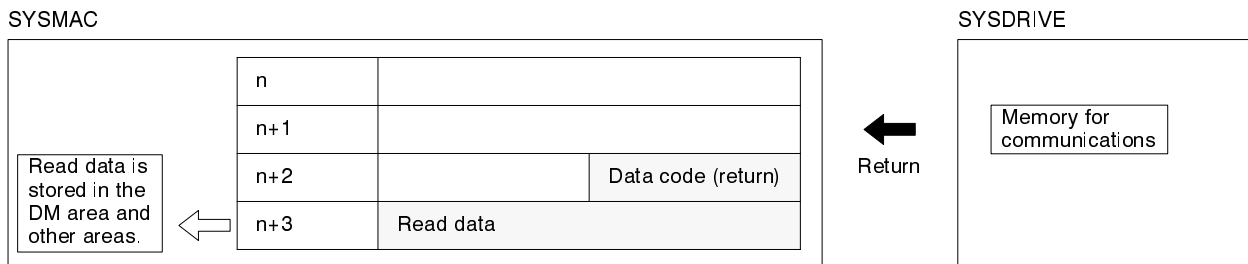 SYSMAC
SYSDRIVE
n
n+1
n+2
Data code (return)
n+3
Read data
Read data is
stored in the
DM area and
other areas.
Return
Memory for
communications